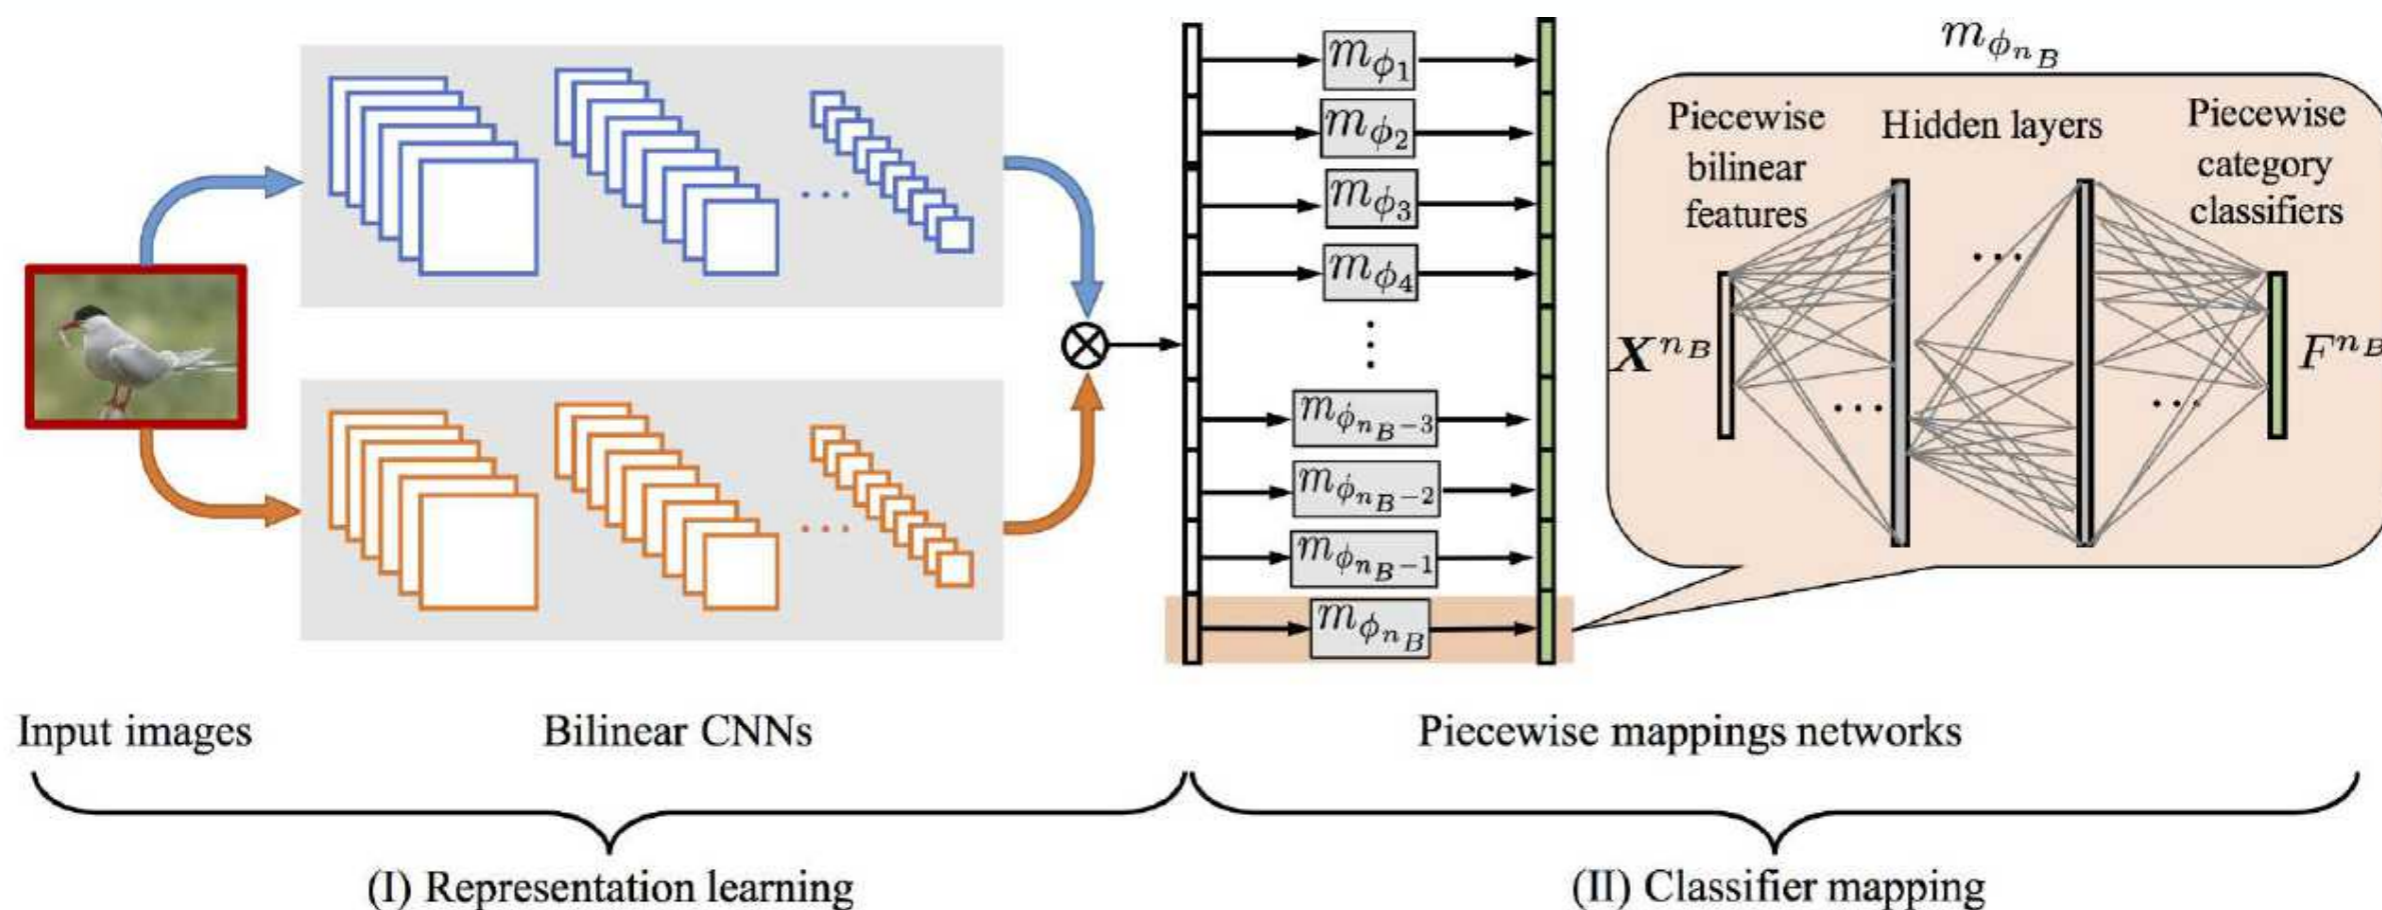 m_{ϕ_1}
m_{ϕ_2}
m_{ϕ_3}
m_{ϕ_4}
m_{ϕ_{n_B-3}}
m_{ϕ_{n_B-2}}
m_{ϕ_{n_B-1}}
m_{ϕ_{n_B}}
m_{ϕ_{n_B}}
Piecewise
bilinear
features
Hidden layers
Piecewise
category
classifiers
X^{n_B}
F^{n_B}
Input images
Bilinear CNNs
Piecewise mappings networks
(I) Representation learning
(II) Classifier mapping